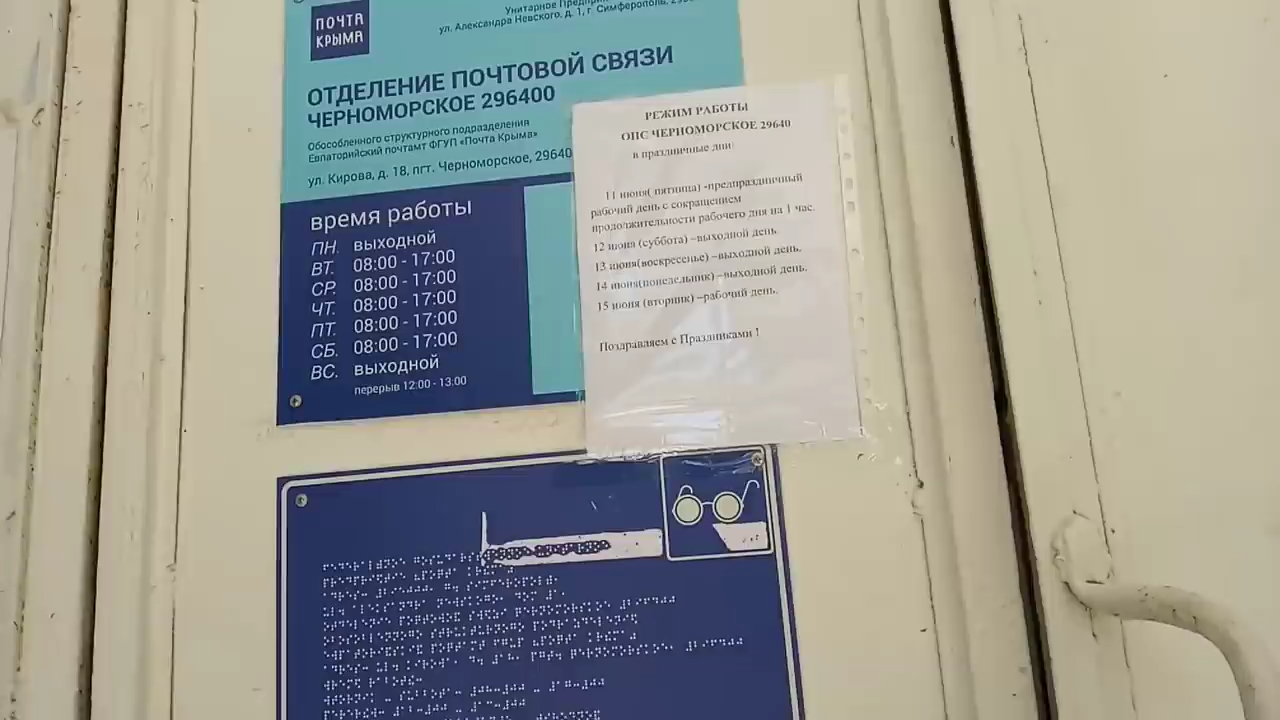 ПОЧТА
КРЫМА
Унитарное
ул. Александра Невского, д. 1, г. Симферополь,
ОТДЕЛЕНИЕ ПОЧТОВОЙ СВЯЗИ
ЧЕРНОМОРСКОЕ 296400
Обособленного структурного подразделения
Евпаторийский почтамт ФГУП «Почта Крыма»
ул. Кирова, д. 18, пгт. Черноморское, 29640
время работы
ПН. выходной
ВТ. 08:00 - 17:00
СР. 08:00 - 17:00
ЧТ. 08:00 - 17:00
ПТ. 08:00 - 17:00
СБ. 08:00 - 17:00
ВС. выходной
перерыв 12:00 - 13:00
РЕЖИМ РАБОТЫ
ОПС ЧЕРНОМОРСКОЕ 29640
в праздничные дни:
11 июня( пятница) -предпраздничный
рабочий день с сокращением
продолжительности рабочего дня на 1 час.
12 июня (суббота) –выходной день.
13 июня(воскресенье) –выходной день.
14 июня(понедельник) –выходной день.
15 июня (вторник) –рабочий день.
Поздравляем с Праздниками !